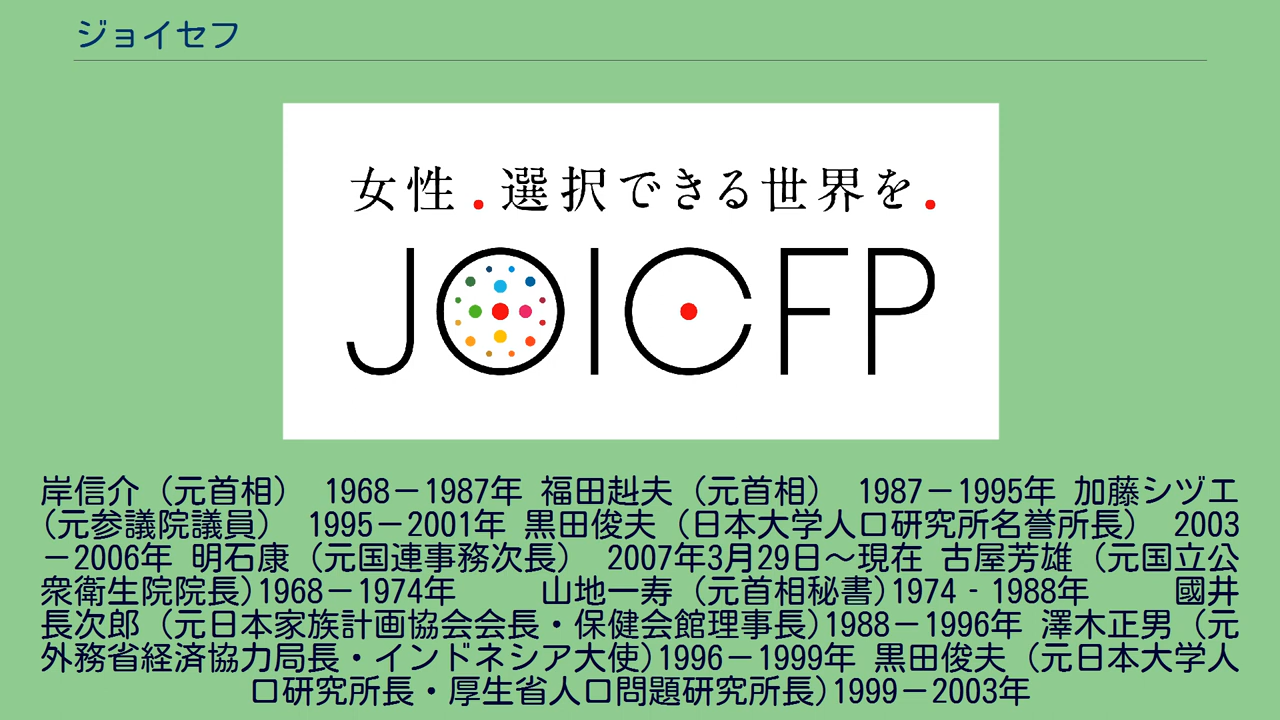 ジョイセフ
女性.選択できる世界を.
JOICFP
岸信介（元首相） 1968－1987年 福田赳夫（元首相） 1987－1995年 加藤シヅエ
(元参議院議員） 1995－2001年 黒田俊夫（日本大学人口研究所名誉所長） 2003
－2006年 明石康（元国連事務次長） 2007年3月29日～現在 古屋芳雄（元国立公
衆衛生院院長)1968－1974年 山地一寿（元首相秘書)1974‐1988年 國井
長次郎（元日本家族計画協会会長・保健会館理事長)1988－1996年 澤木正男（元
外務省経済協力局長・インドネシア大使)1996－1999年 黒田俊夫（元日本大学人
口研究所長・厚生省人口問題研究所長)1999－2003年